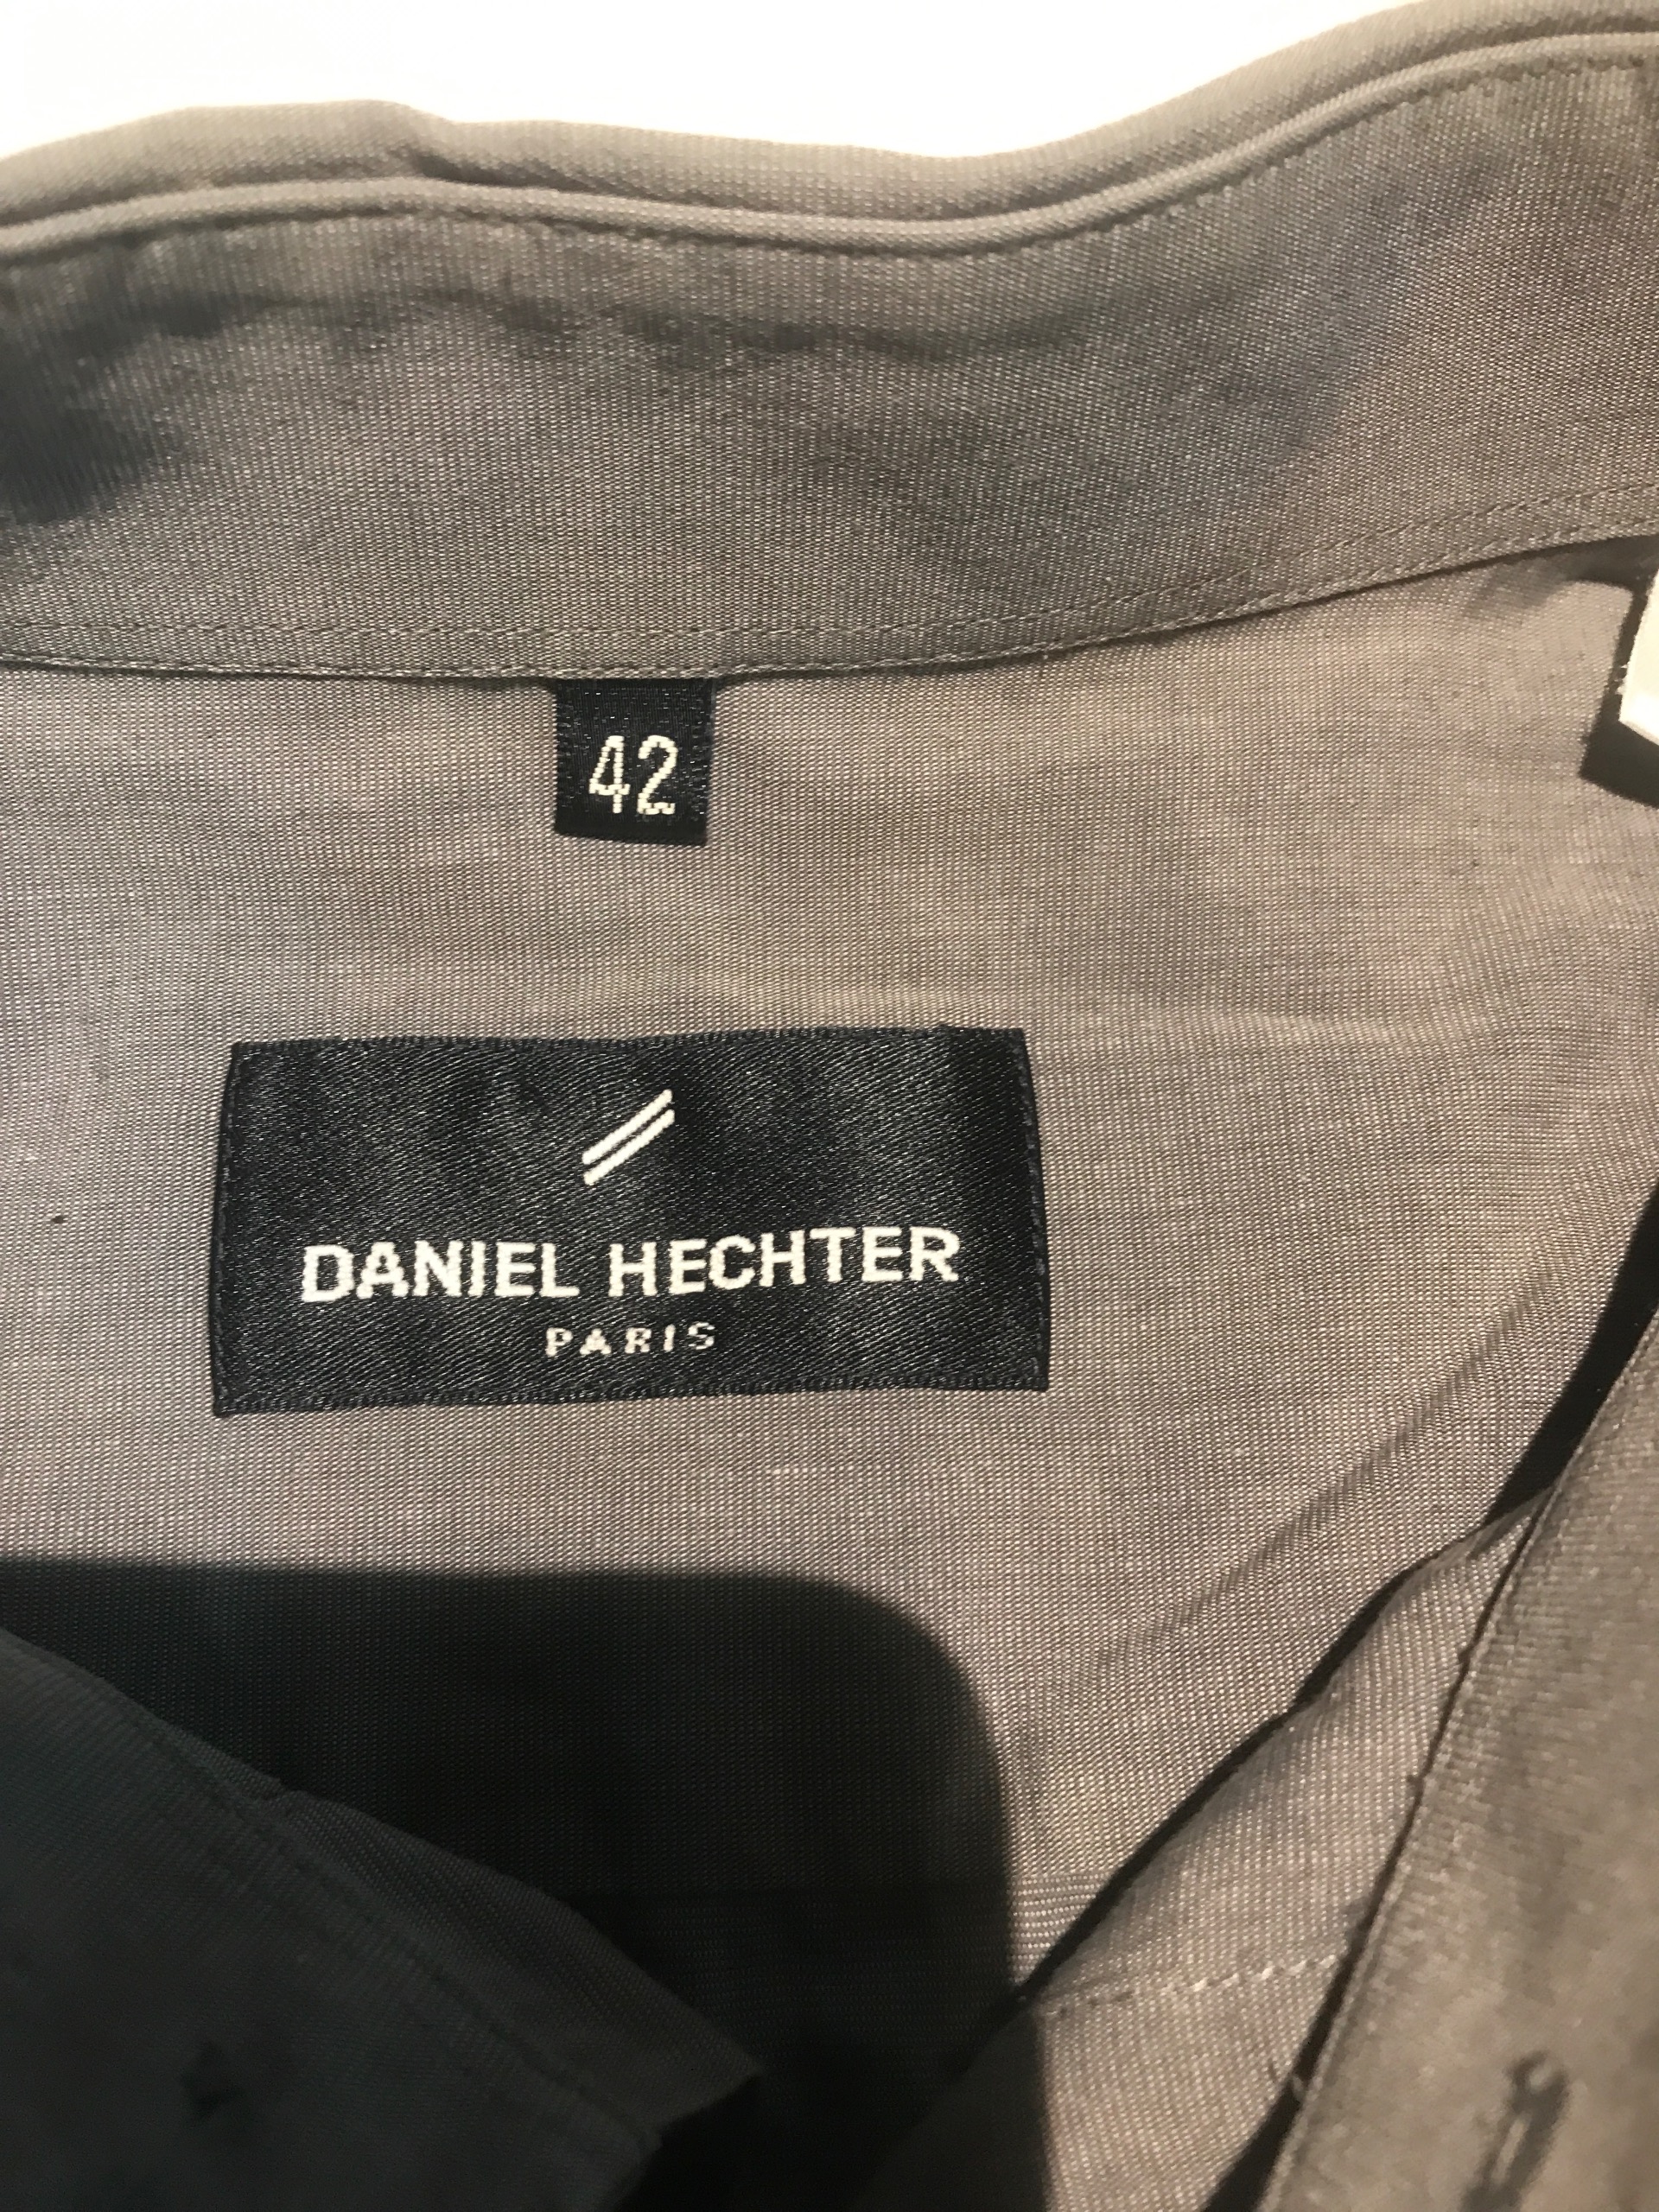 42
DANIEL HECHTER
PARIS